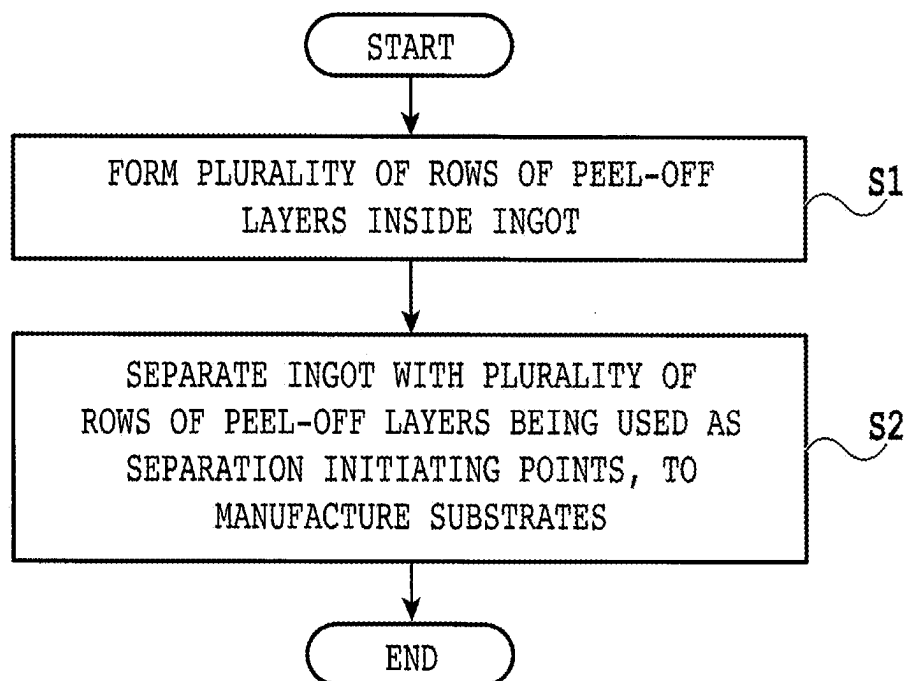 START
FORM PLURALITY OF ROWS OF PEEL-OFF
LAYERS INSIDE INGOT
S1
SEPARATE INGOT WITH PLURALITY OF
ROWS OF PEEL-OFF LAYERS BEING USED AS
SEPARATION INITIATING POINTS, TO
MANUFACTURE SUBSTRATES
S2
END